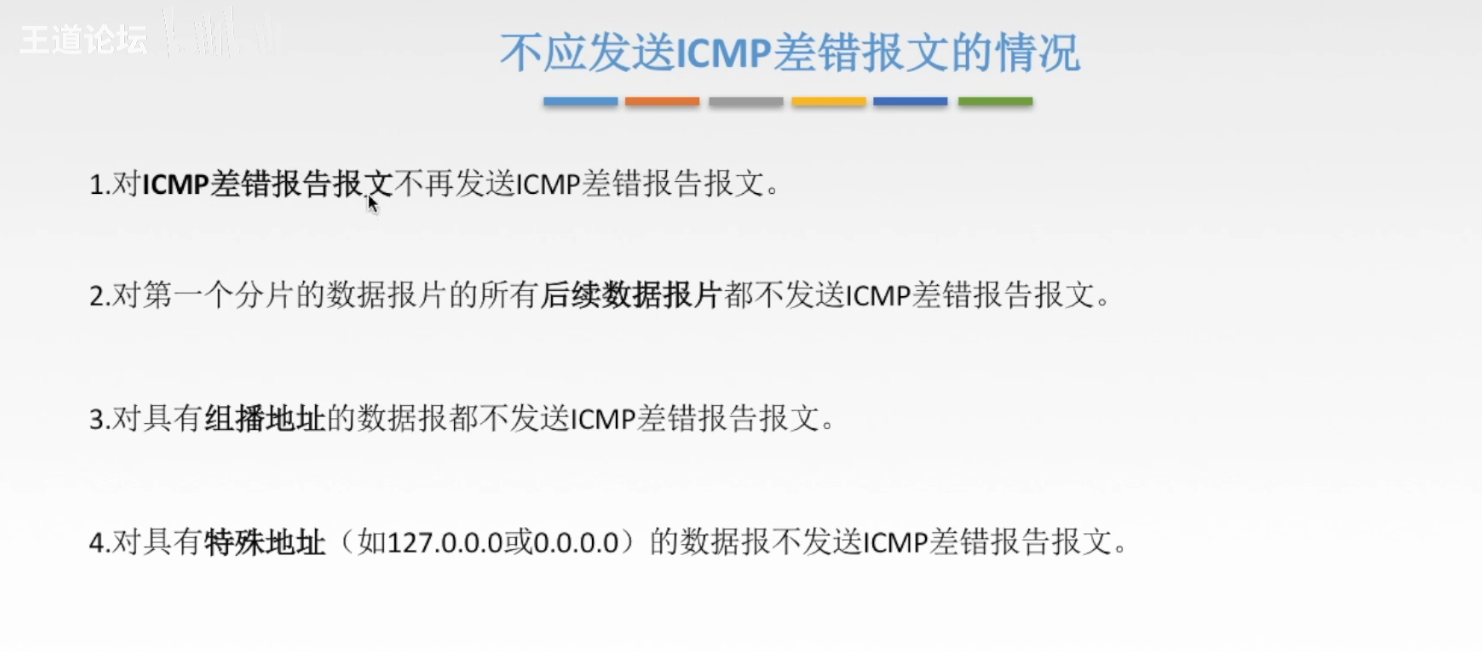 王道论坛
不应发送ICMP差错报文的情况
1.对ICMP差错报告报文不再发送ICMP差错报告报文。
2.对第一个分片的数据报片的所有后续数据报片都不发送ICMP差错报告报文。
3.对具有组播地址的数据报都不发送ICMP差错报告报文。
4.对具有特殊地址（如127.0.0.0或0.0.0.0）的数据报不发送ICMP差错报告报文。